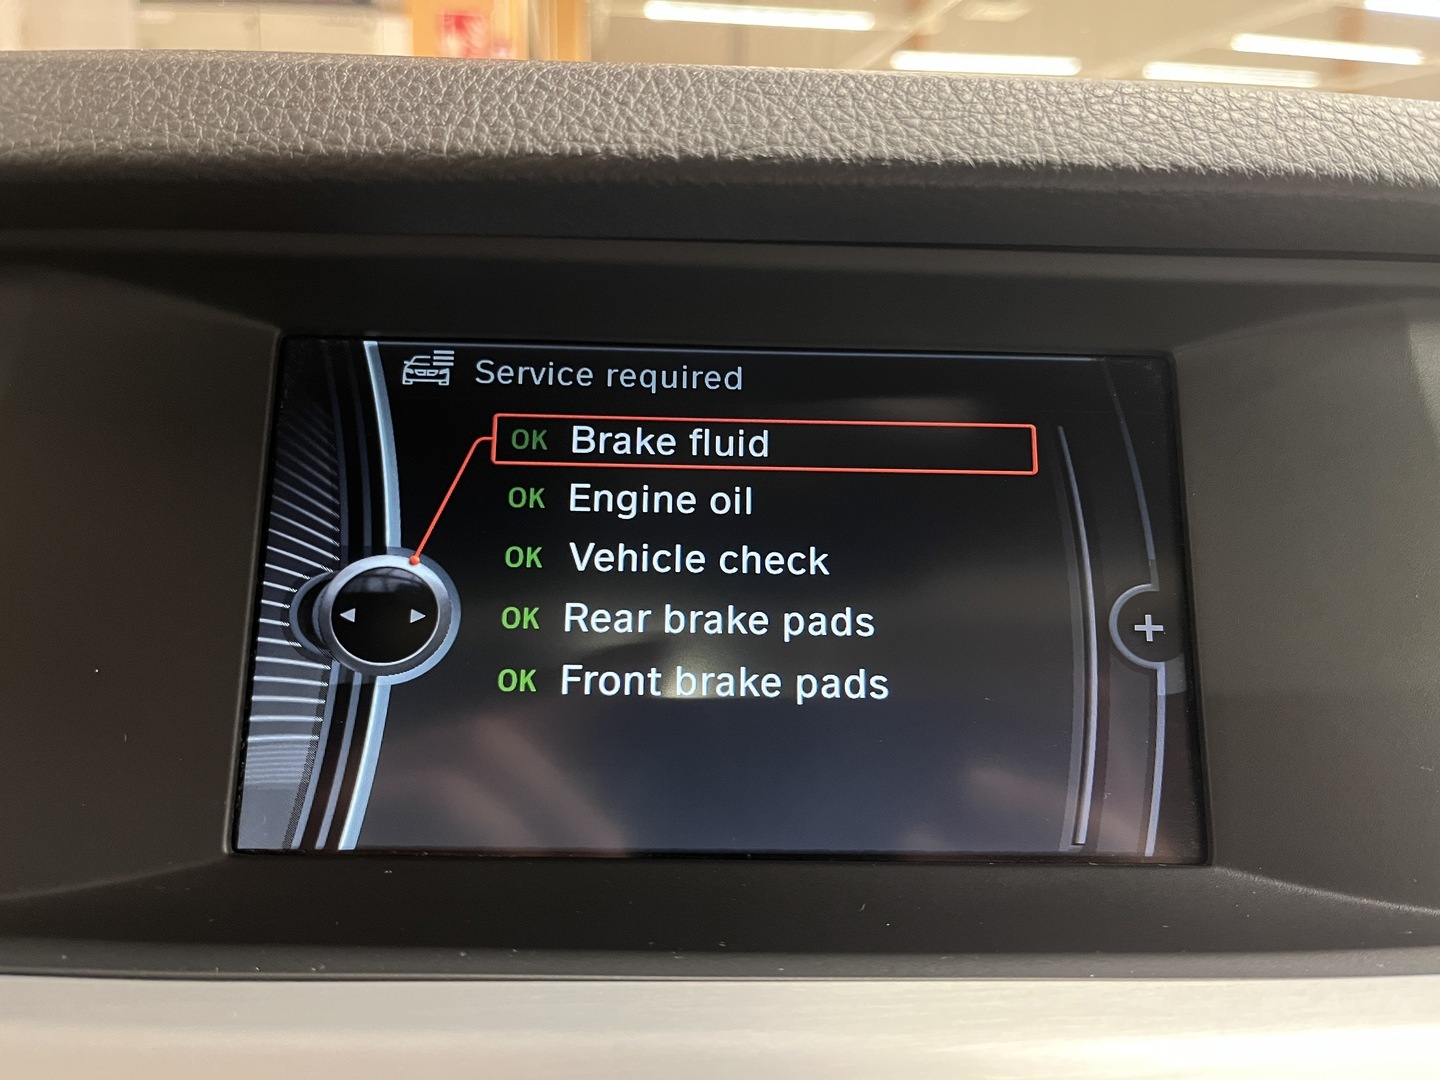 Service required
OK Brake fluid
OK Engine oil
OK Vehicle check
OK Rear brake pads
OK Front brake pads